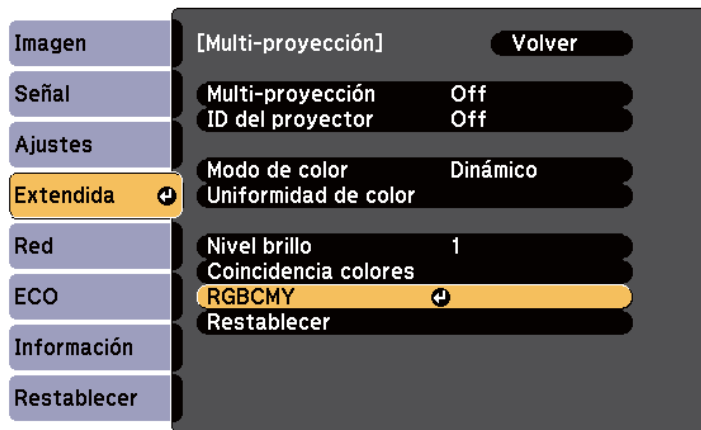 Imagen
Señal
Ajustes
Extendida
Red
ECO
Información
Restablecer
[Multi-proyección] Volver
Multi-proyección Off
ID del proyector Off
Modo de color Dinámico
Uniformidad de color
Nivel brillo 1
Coincidencia colores
RGBCMY
Restablecer